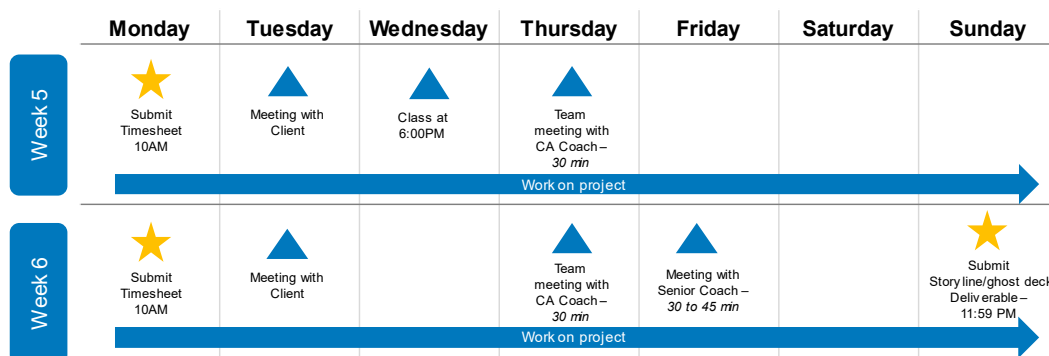 Monday
Tuesday
Wednesday
Thursday
Friday
Saturday
Sunday
Week 5
Submit
Timesheet
10AM
Meeting with
Client
Class at
6:00PM
Team
meeting with
CA Coach –
30 min
Work on project
Week 6
Submit
Timesheet
10AM
Meeting with
Client
Team
meeting with
CA Coach –
30 min
Meeting with
Senior Coach –
30 to 45 min
Submit
Storyline/ghost deck
Deliverable –
11:59 PM
Work on project